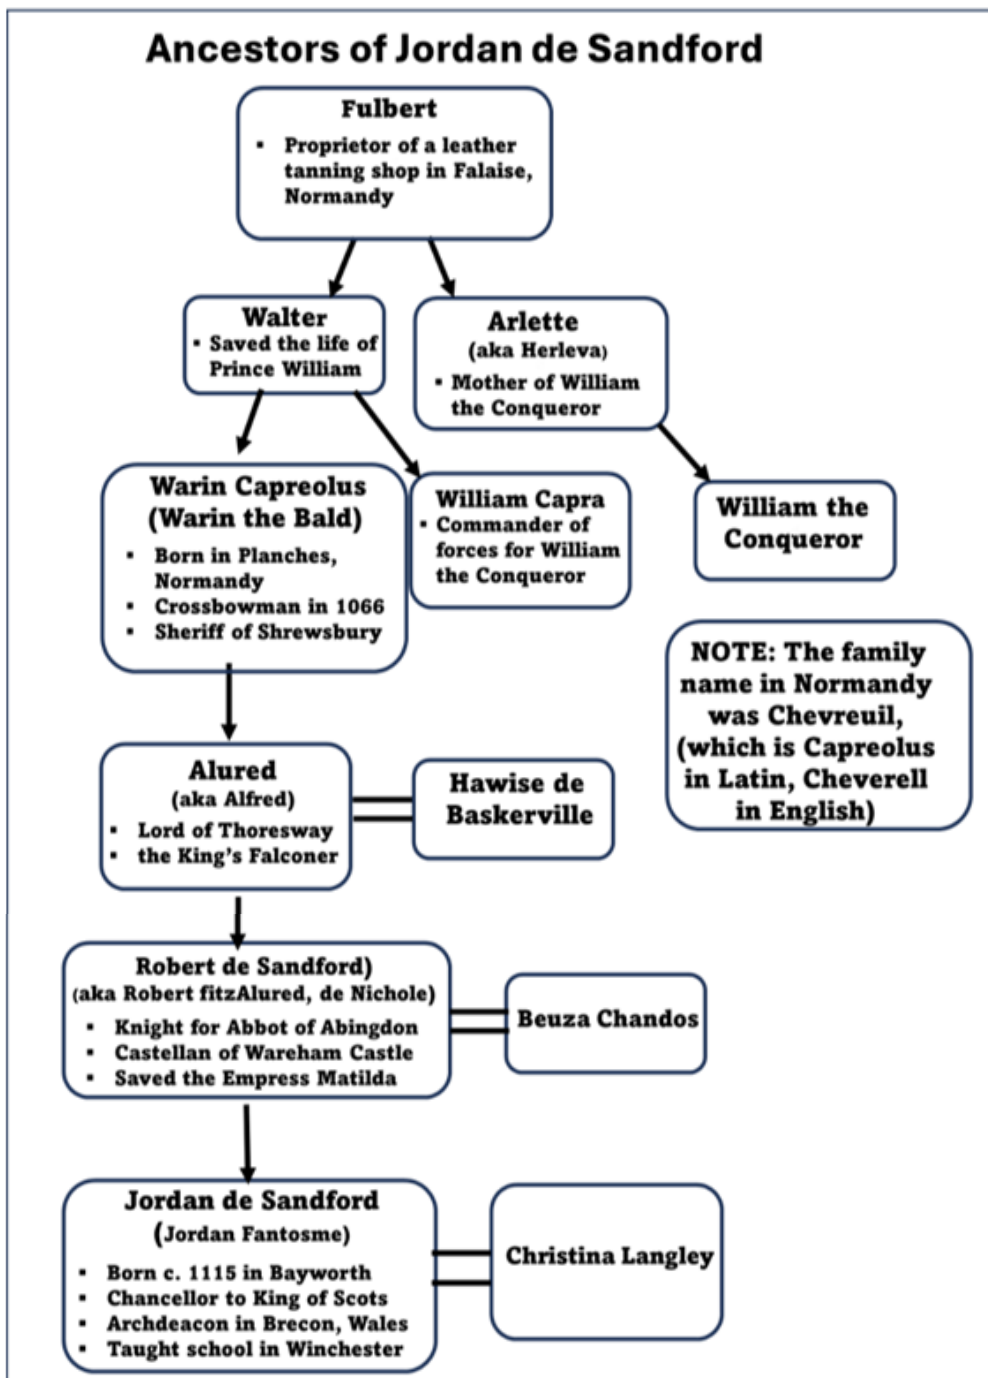 Ancestors of Jordan de Sandford
Fulbert
▪ Proprietor of a leather
tanning shop in Falaise,
Normandy
Walter
▪ Saved the life of
Prince William
Arlette
(aka Herleva)
▪ Mother of William
the Conqueror
Warin Capreolus
(Warin the Bald)
▪ Born in Planches,
Normandy
▪ Crossbowman in 1066
▪ Sheriff of Shrewsbury
William Capra
▪ Commander of
forces for William
the Conqueror
William the
Conqueror
NOTE: The family
name in Normandy
was Chevreuil,
(which is Capreolus
in Latin, Cheverell
in English)
Alured
(aka Alfred)
▪ Lord of Thoresway
▪ the King's Falconer
Hawise de
Baskerville
Robert de Sandford)
(aka Robert fitzAlured, de Nichole)
▪ Knight for Abbot of Abingdon
▪ Castellan of Wareham Castle
▪ Saved the Empress Matilda
Beuza Chandos
Jordan de Sandford
(Jordan Fantosme)
▪ Born c. 1115 in Bayworth
▪ Chancellor to King of Scots
▪ Archdeacon in Brecon, Wales
▪ Taught school in Winchester
Christina Langley